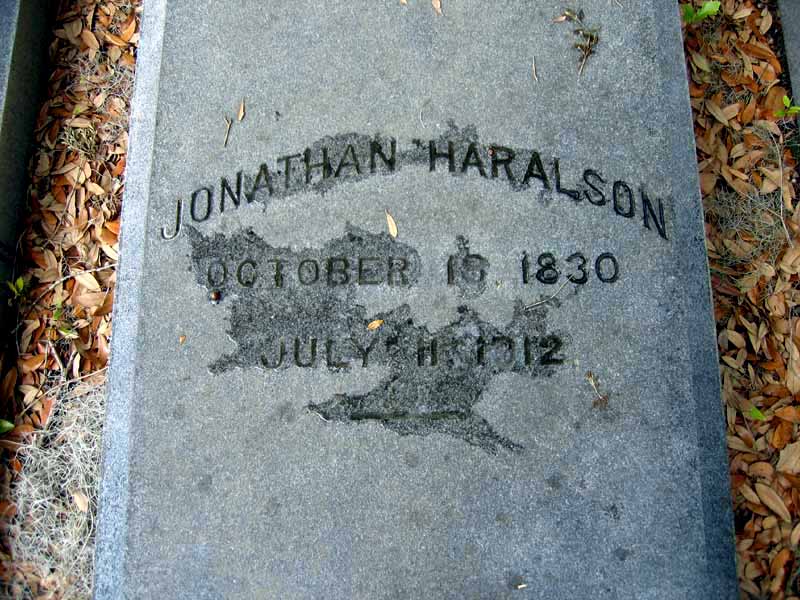 JONATHAN HARALSON
OCTOBER 18 1830
JULY 11 1912